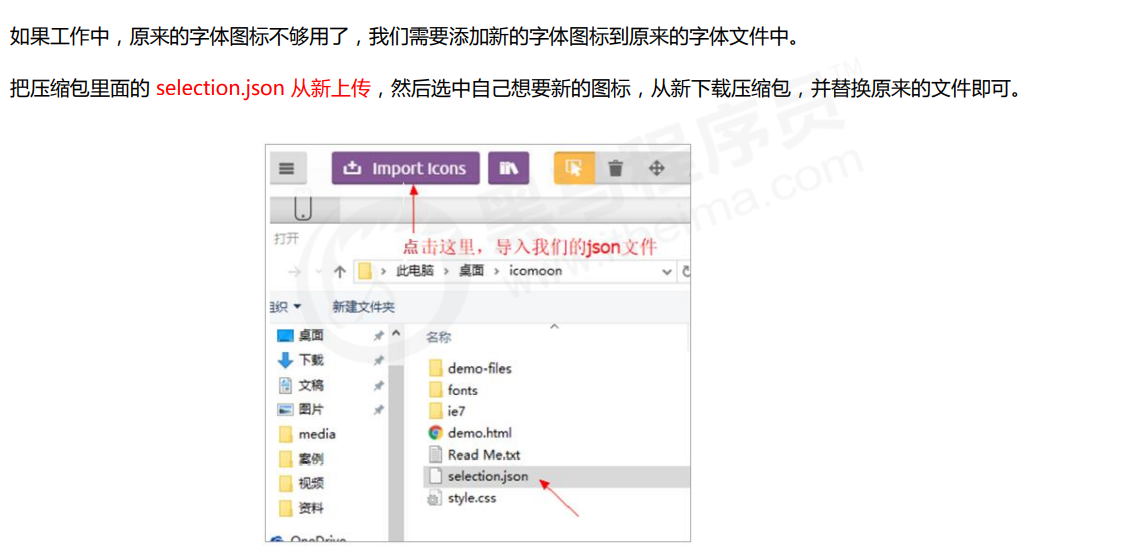 如果工作中，原来的字体图标不够用了，我们需要添加新的字体图标到原来的字体文件中。
把压缩包里面的 selection.json 从新上传，然后选中自己想要新的图标，从新下载压缩包，并替换原来的文件即可。
Import Icons
打开
点击这里，导入我们的json文件
此电脑 › 桌面 › icomoon
组织
新建文件夹
名称
桌面
下载
文稿
图片
media
案例
视频
资料
OneDrive
demo-files
fonts
ie7
demo.html
Read Me.txt
selection.json
style.css
黑马程序员™
www.itheima.com